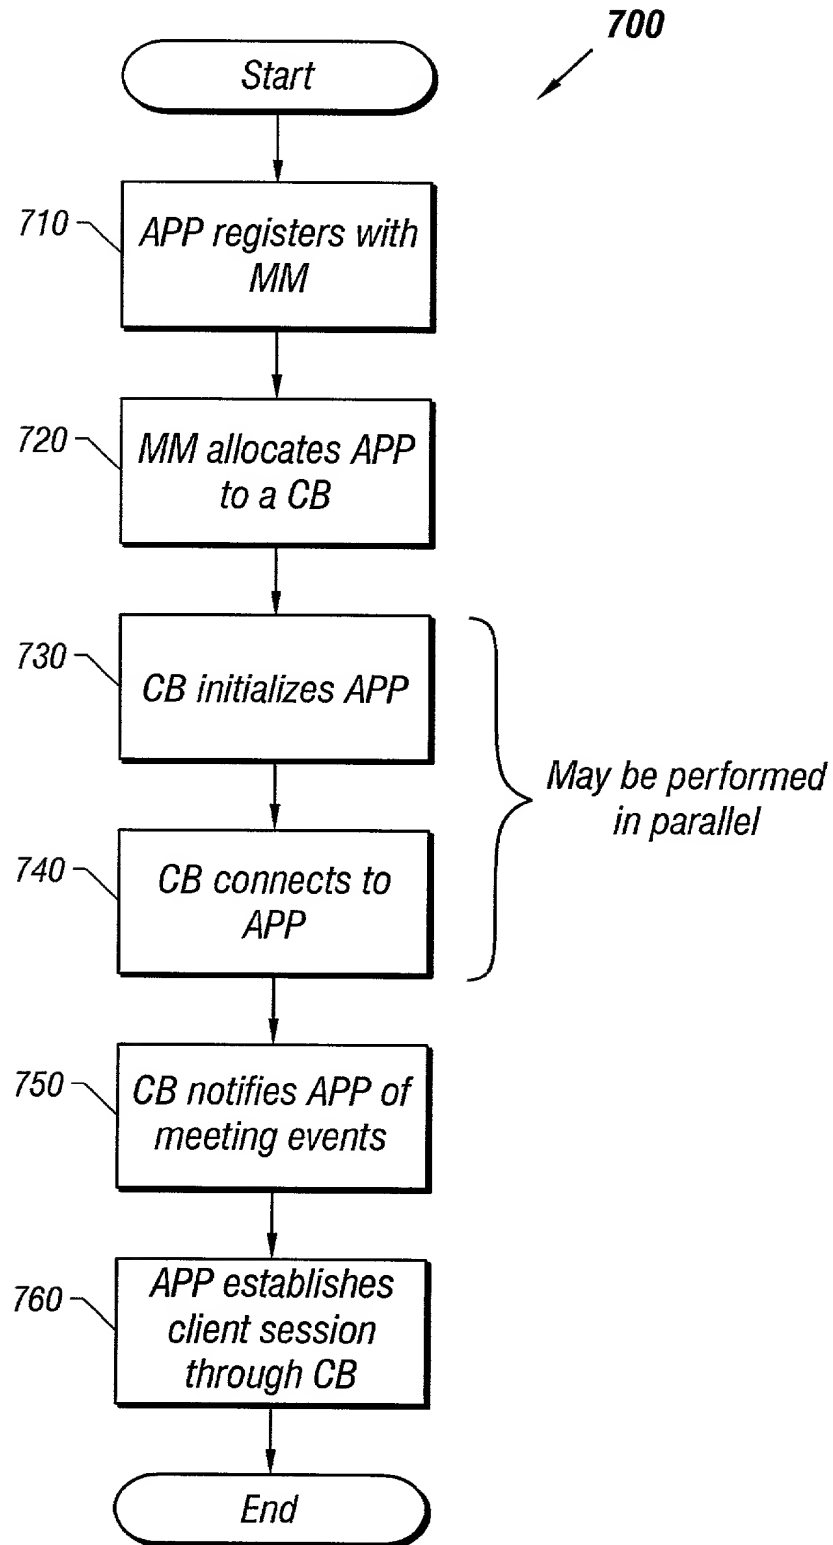 700
Start
710
APP registers with
MM
720
MM allocates APP
to a CB
730
CB initializes APP
May be performed
in parallel
740
CB connects to
APP
750
CB notifies APP of
meeting events
760
APP establishes
client session
through CB
End